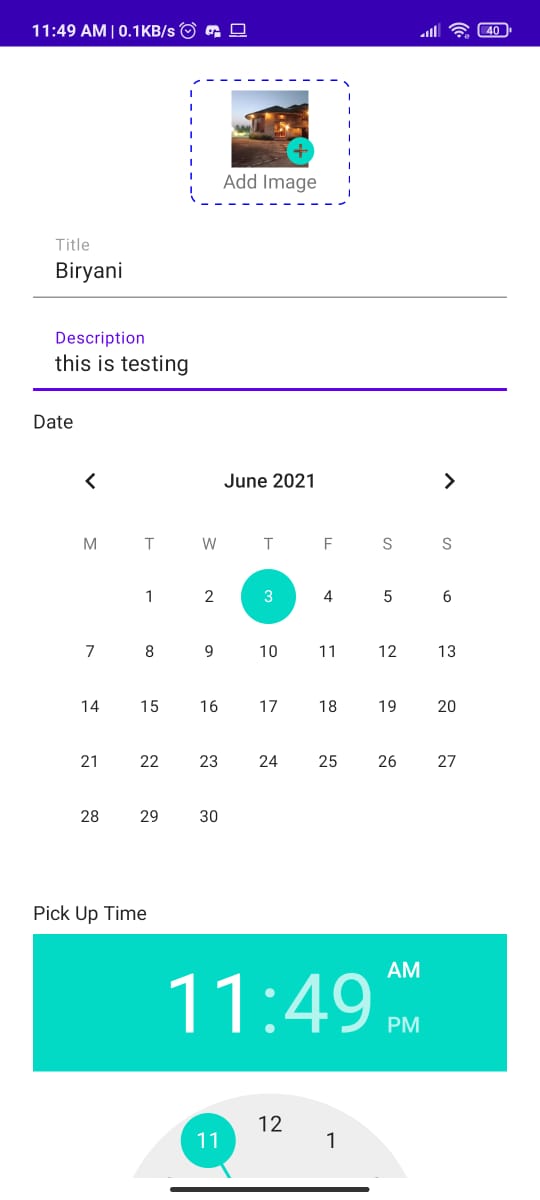 11:49 AM | 0.1KB/s
40
Add Image
Title
Biryani
Description
this is testing
Date
June 2021
M T W T F S S
1 2 3 4 5 6
7 8 9 10 11 12 13
14 15 16 17 18 19 20
21 22 23 24 25 26 27
28 29 30
Pick Up Time
11:49 AM
PM
12
11 1